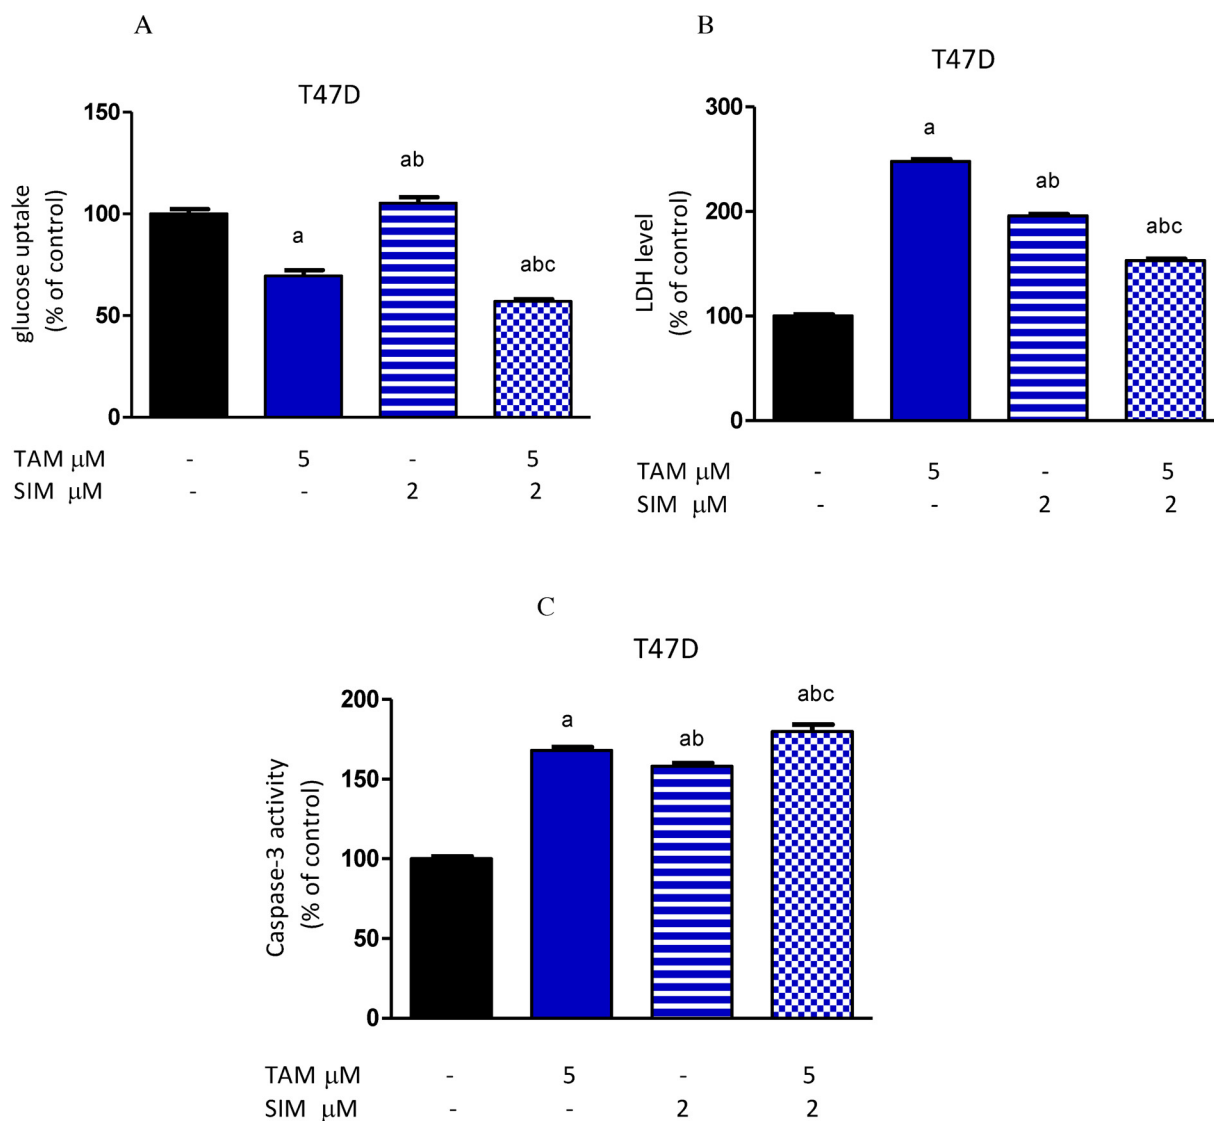 A
T47D
glucose uptake
(% of control)
150
100
50
0
a
ab
abc
TAM μM - 5 - 5
SIM μM - - 2 2
B
T47D
LDH level
(% of control)
300
200
100
0
a
ab
abc
TAM μM - 5 - 5
SIM μM - - 2 2
C
T47D
Caspase-3 activity
(% of control)
200
150
100
50
0
a
ab
abc
TAM μM - 5 - 5
SIM μM - - 2 2